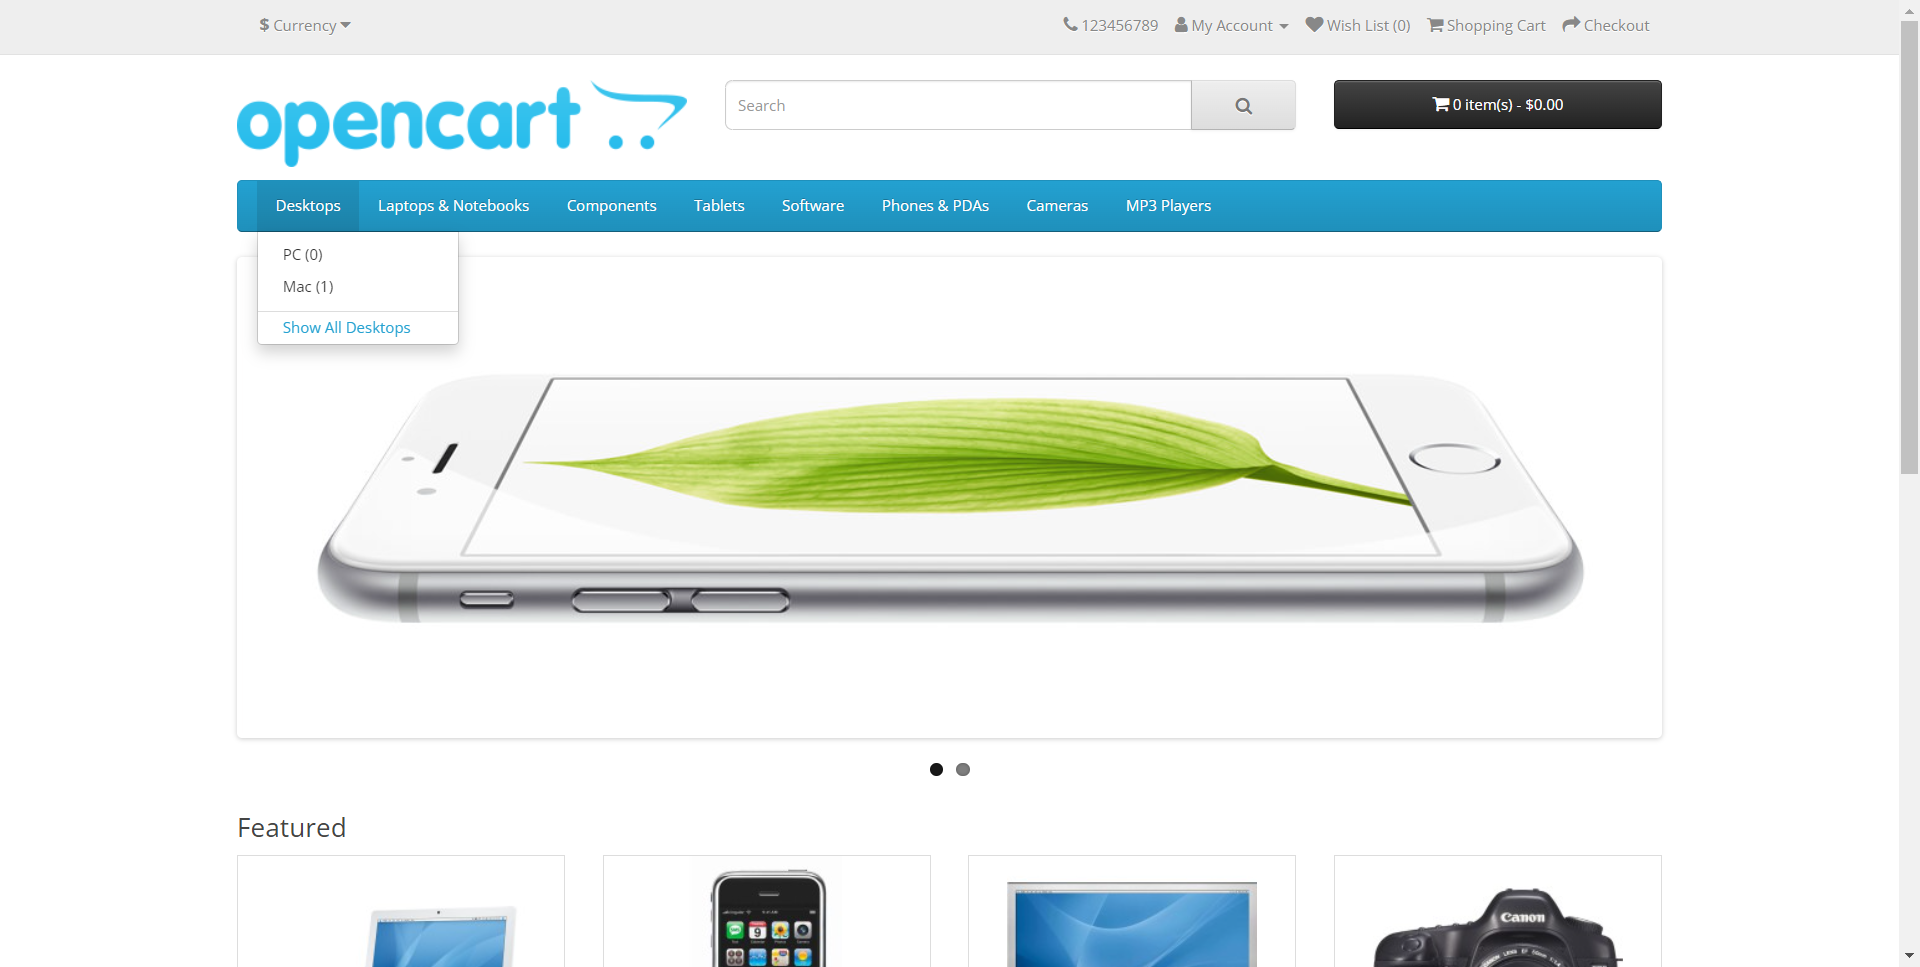 $ Currency
123456789 My Account Wish List (0) Shopping Cart Checkout
opencart
Search
0 item(s) - $0.00
Desktops Laptops & Notebooks Components Tablets Software Phones & PDAs Cameras MP3 Players
PC (0)
Mac (1)
Show All Desktops
Featured
9
Canon